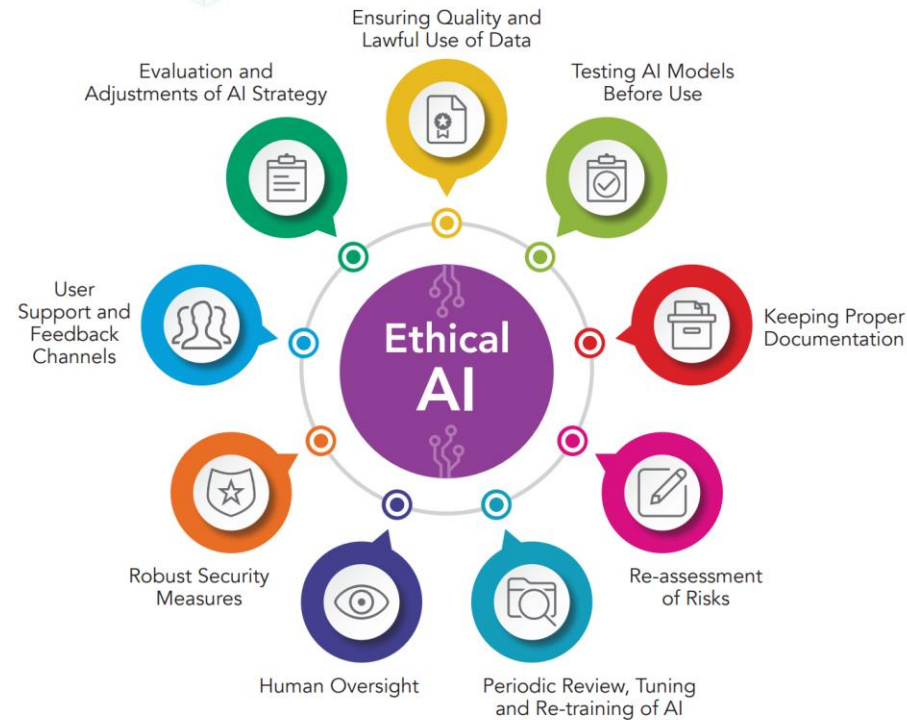 Ensuring Quality and
Lawful Use of Data
Testing AI Models
Before Use
Keeping Proper
Documentation
Re-assessment
of Risks
Periodic Review, Tuning
and Re-training of AI
Human Oversight
Robust Security
Measures
User
Support and
Feedback
Channels
Evaluation and
Adjustments of AI Strategy
Ethical
AI